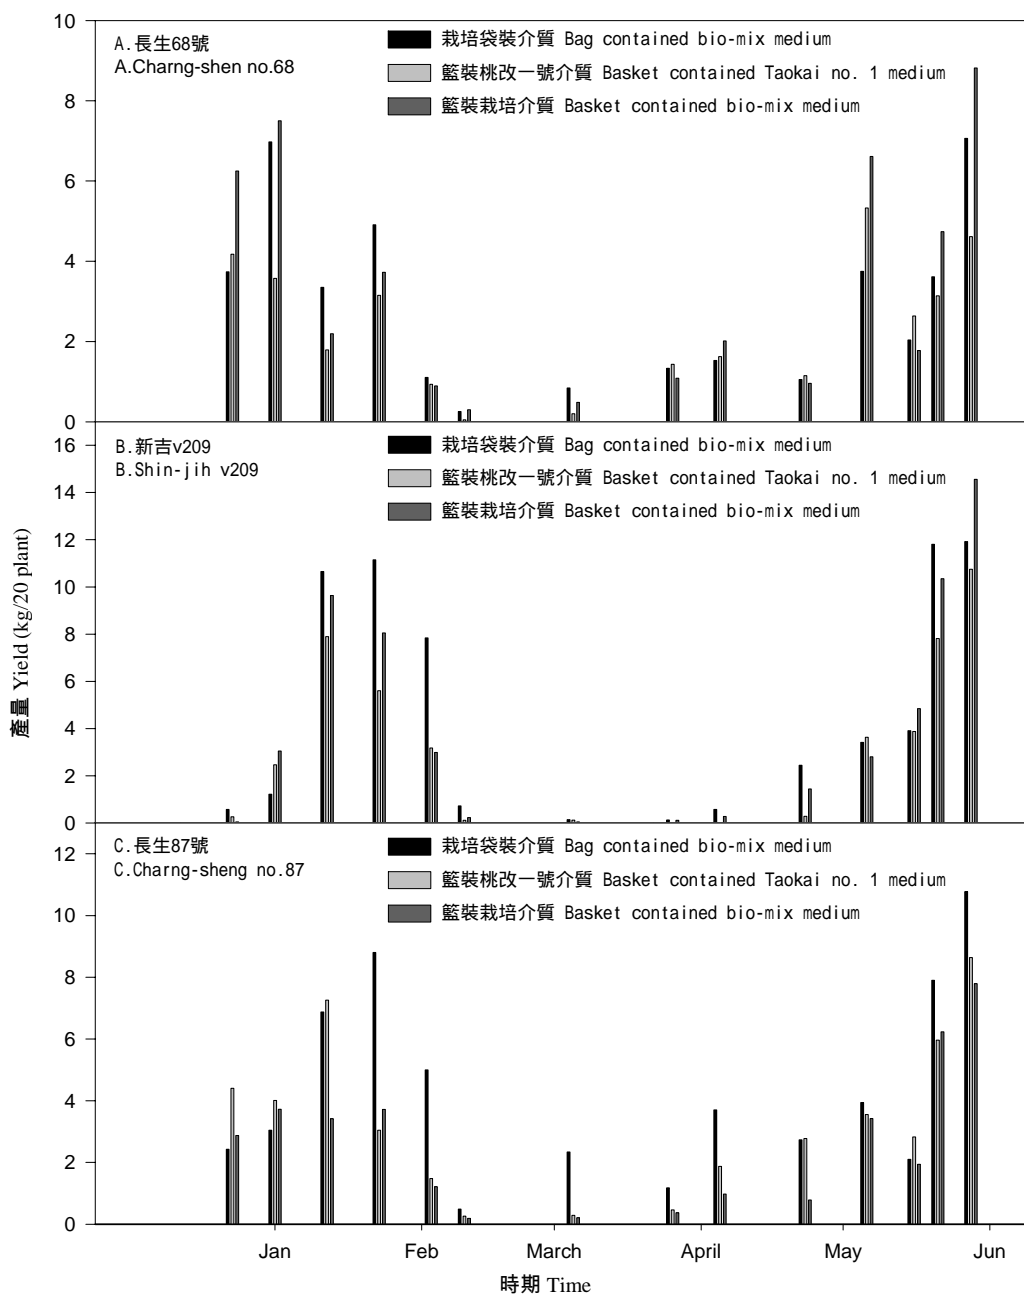 10
A.長生68號
A.Charng-shen no.68
栽培袋裝介質 Bag contained bio-mix medium
籃裝桃改一號介質 Basket contained Taokai no. 1 medium
籃裝栽培介質 Basket contained bio-mix medium
8
6
4
2
0
16
B.新吉v209
B.Shin-jih v209
栽培袋裝介質 Bag contained bio-mix medium
籃裝桃改一號介質 Basket contained Taokai no. 1 medium
籃裝栽培介質 Basket contained bio-mix medium
14
12
10
8
6
4
2
0
產量 Yield (kg/20 plant)
12
C.長生87號
C.Charng-sheng no.87
栽培袋裝介質 Bag contained bio-mix medium
籃裝桃改一號介質 Basket contained Taokai no. 1 medium
籃裝栽培介質 Basket contained bio-mix medium
10
8
6
4
2
0
Jan Feb March April May Jun
時期 Time